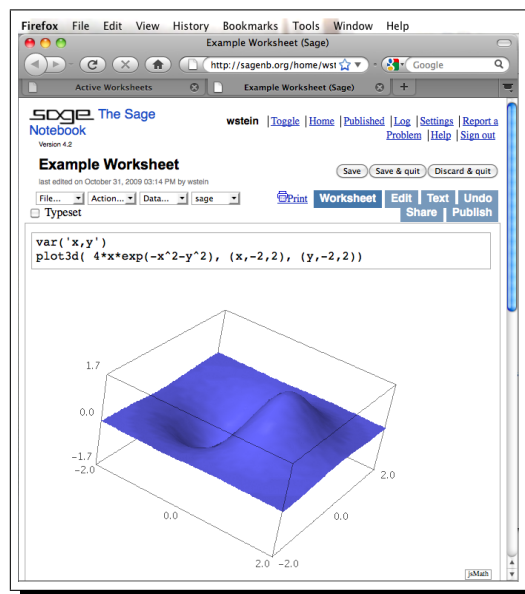 Firefox File Edit View History Bookmarks Tools Window Help
Example Worksheet (Sage)
http://sagenb.org/home/wst
Google
Active Worksheets
Example Worksheet (Sage)
sage The Sage
Notebook
Version 4.2
wstein | Toggle | Home | Published | Log | Settings | Report a
Problem | Help | Sign out
Example Worksheet
last edited on October 31, 2009 03:14 PM by wstein
Save Save & quit Discard & quit
File... Action... Data... sage
Print Worksheet Edit Text Undo
Share Publish
Typeset
var('x,y')
plot3d( 4*x*exp(-x^2-y^2), (x,-2,2), (y,-2,2))
1.7
0.0
-1.7
-2.0
0.0
2.0
-2.0
0.0
2.0
jsMath